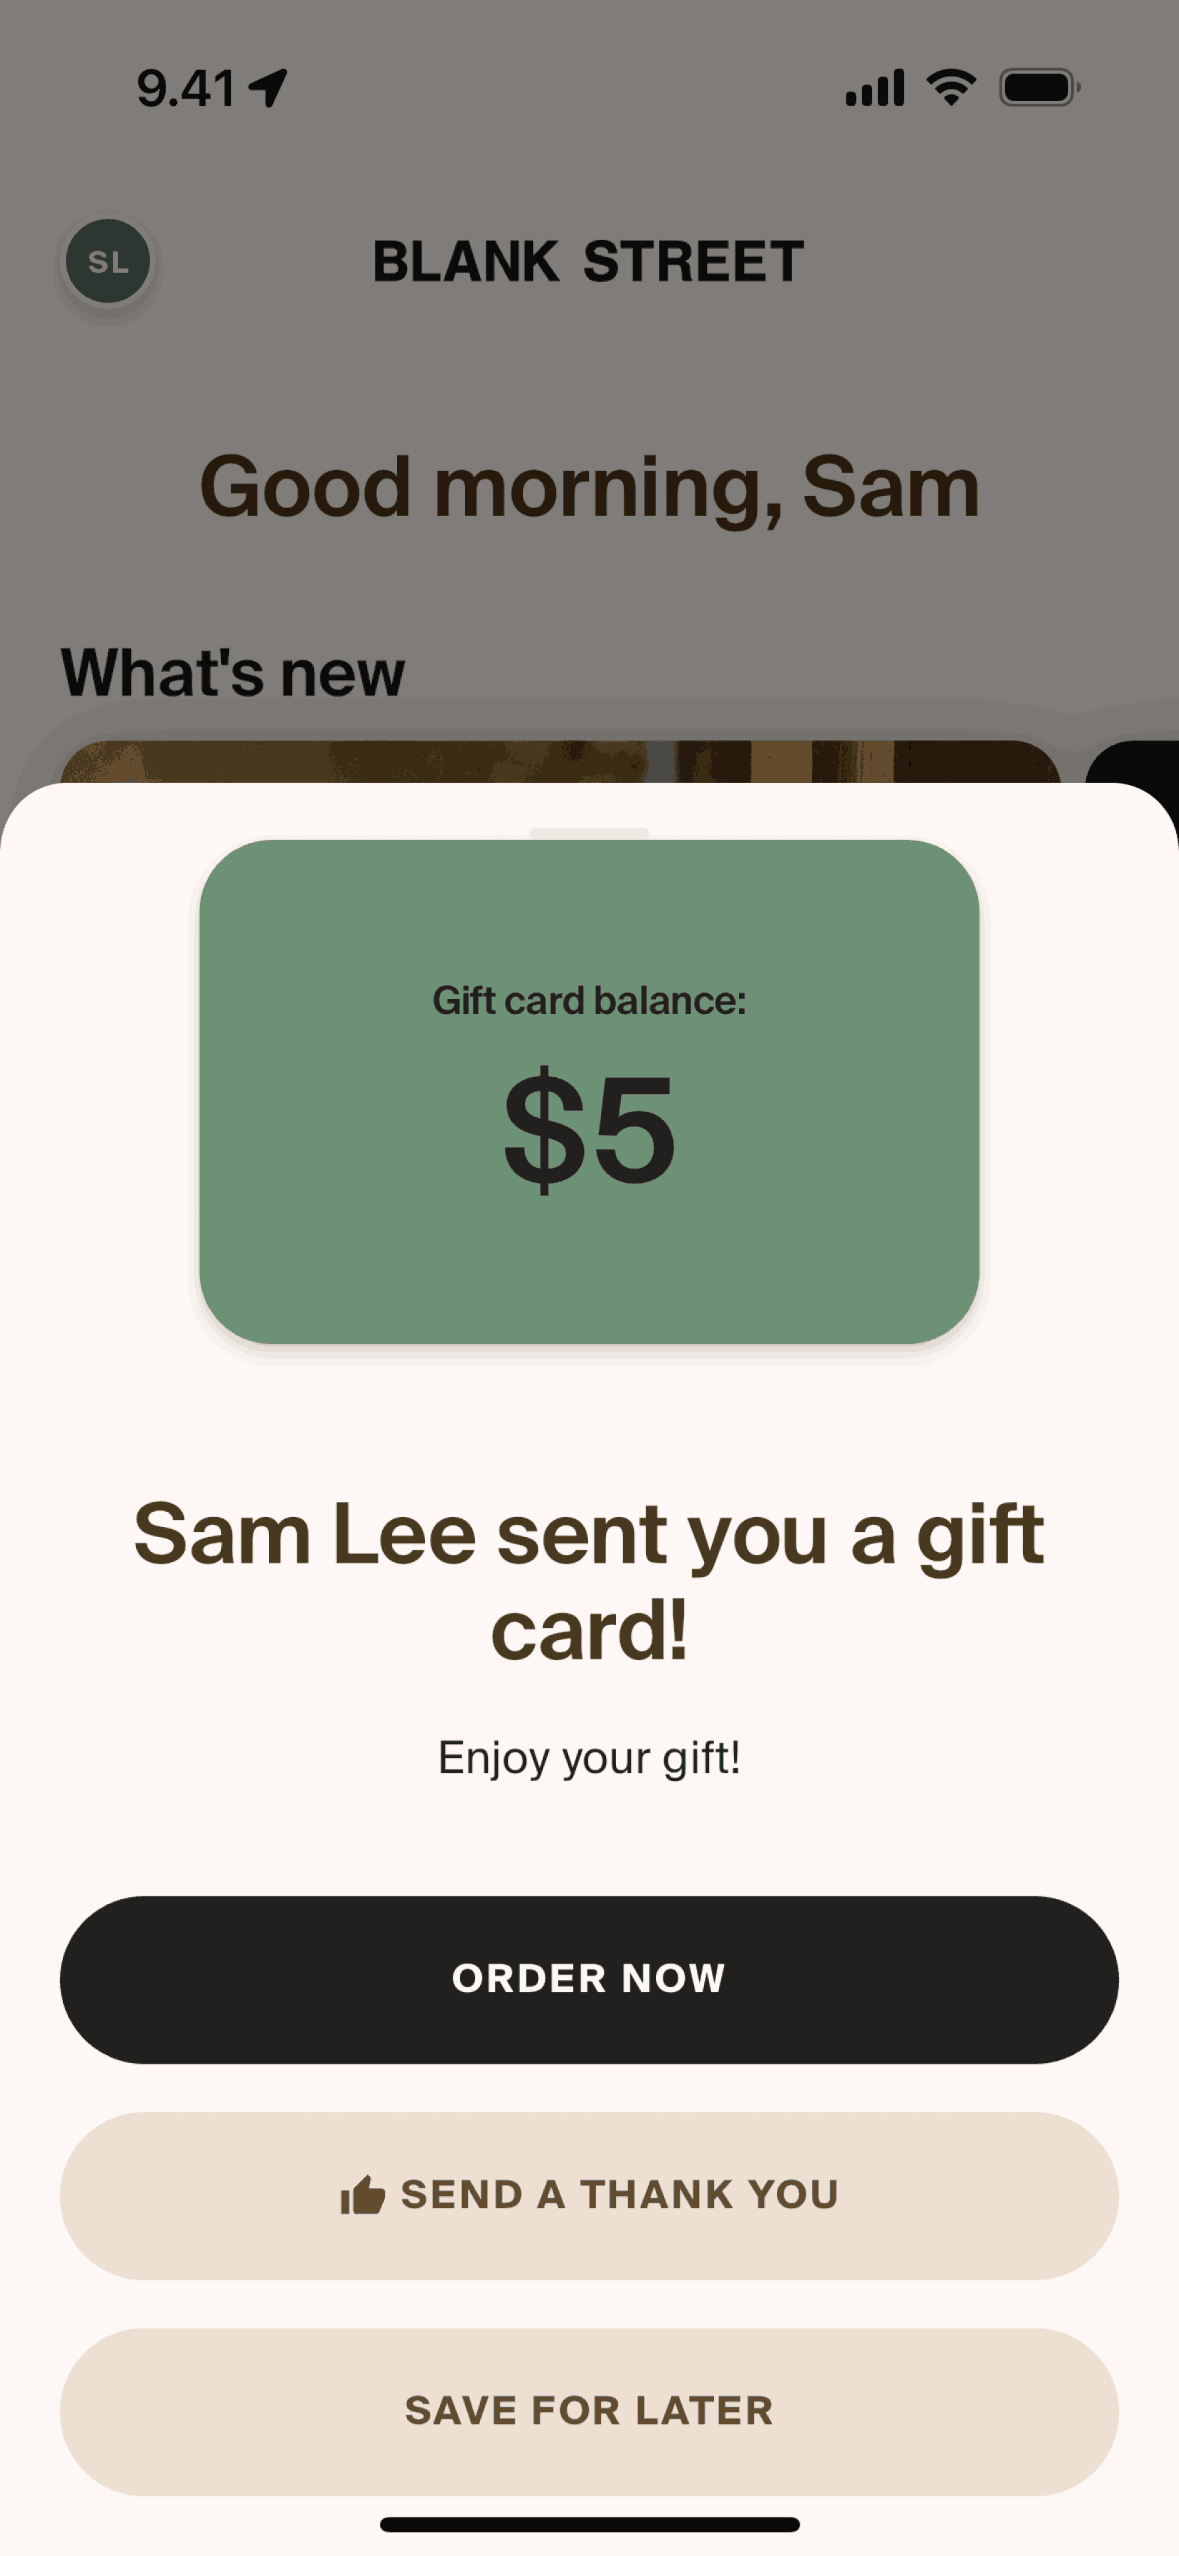 9.41
SL
BLANK STREET
Good morning, Sam
What's new
Gift card balance:
$5
Sam Lee sent you a gift
card!
Enjoy your gift!
ORDER NOW
SEND A THANK YOU
SAVE FOR LATER